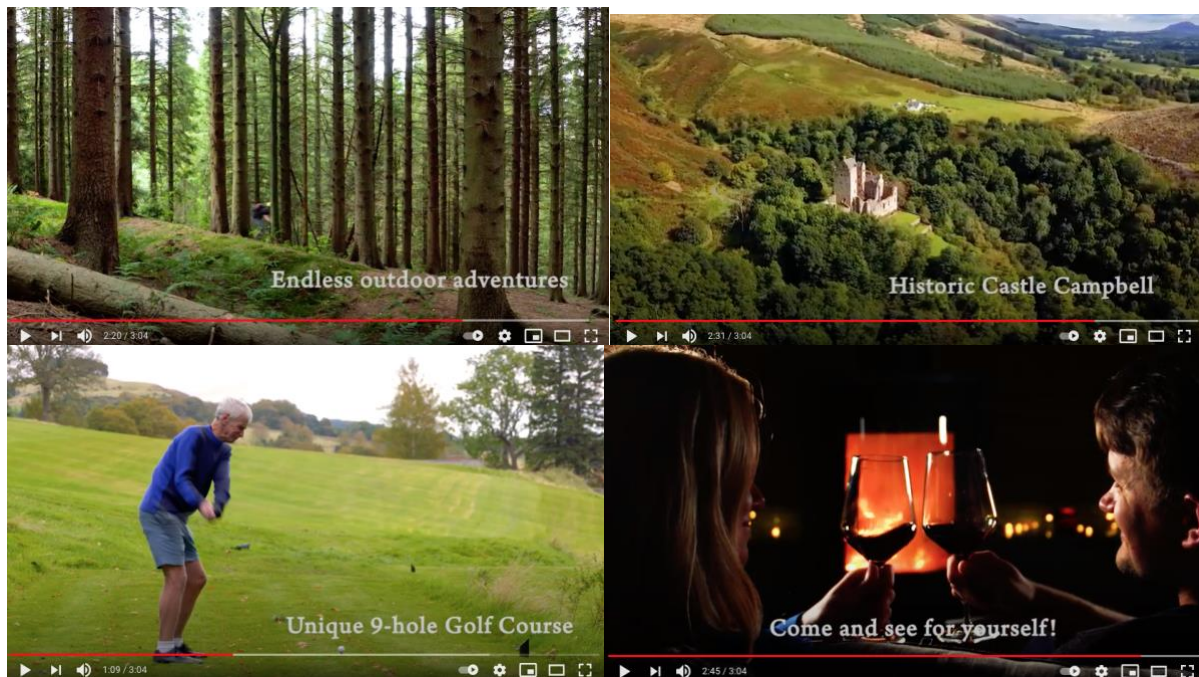 Endless outdoor adventures
2:20 / 3:04
Historic Castle Campbell
2:31 / 3:04
Unique 9-hole Golf Course
1:09 / 3:04
Come and see for yourself!
2:45 / 3:04